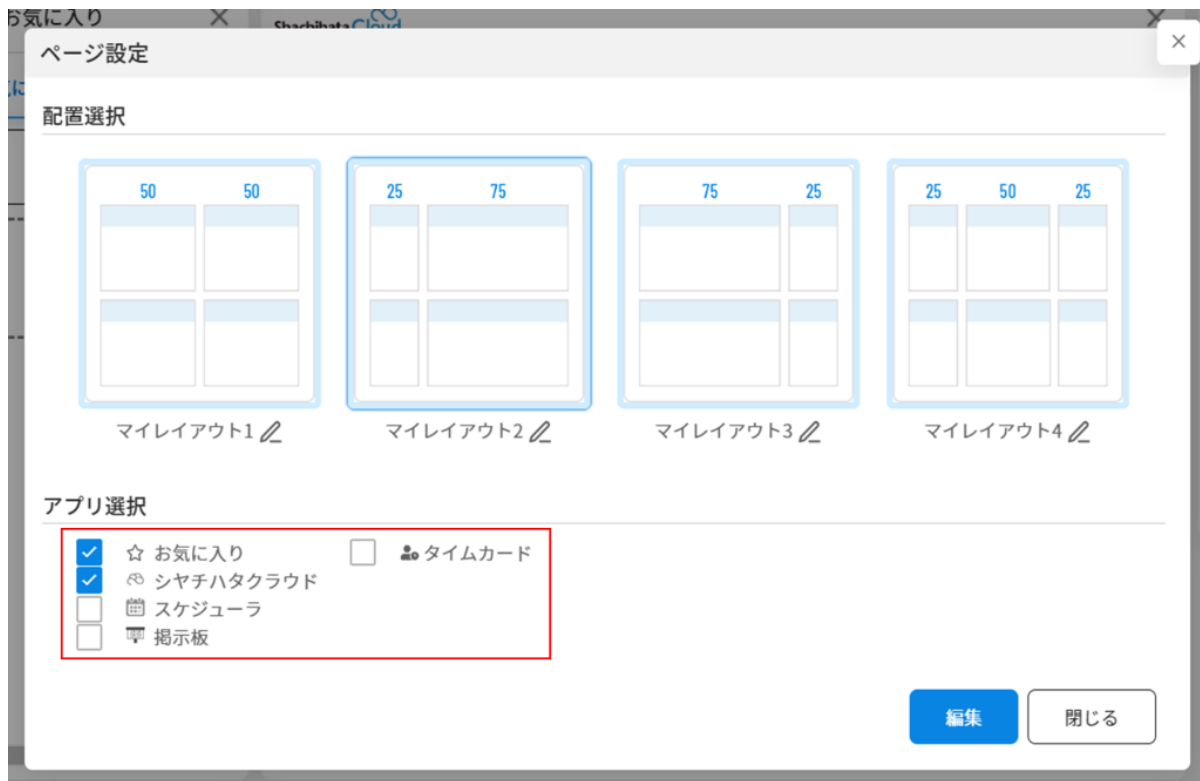 お気に入り
Shachihata Cloud
ページ設定
配置選択
50 50
25 75
75 25
25 50 25
マイレイアウト1
マイレイアウト2
マイレイアウト3
マイレイアウト4
アプリ選択
お気に入り
タイムカード
シヤチハタクラウド
スケジューラ
掲示板
編集
閉じる